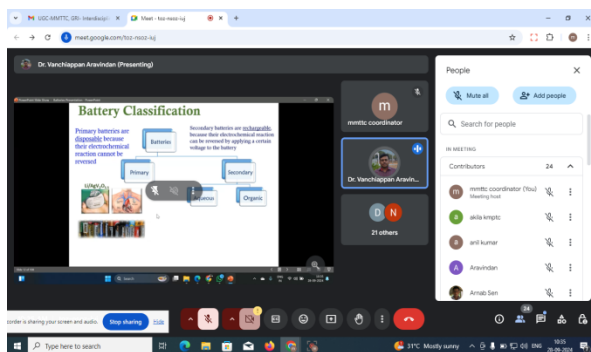 UGC-MMTTC, GRI- Interdiscipl
Meet - toz-nsoz-iuj
meet.google.com/toz-nsoz-iuj
Dr. Vanchiappan Aravindan (Presenting)
Battery Classification
Primary batteries are
disposable because
their electrochemical
reaction cannot be
reversed
Secondary batteries are rechargeable,
because their electrochemical reaction
can be reversed by applying a certain
voltage to the battery
Batteries
Primary
Secondary
Aqueous
Organic
m
mmttc coordinator
Dr. Vanchiappan Aravin...
D N
21 others
People
Mute all
Add people
Search for people
IN MEETING
Contributors 24
m mmttc coordinator (You)
Meeting host
a akila kmptc
a anil kumar
A Aravindan
Arnab Sen
is sharing your screen and audio. Stop sharing Hide
24
Type here to search
31°C Mostly sunny
ENG
10:35
28-09-2024